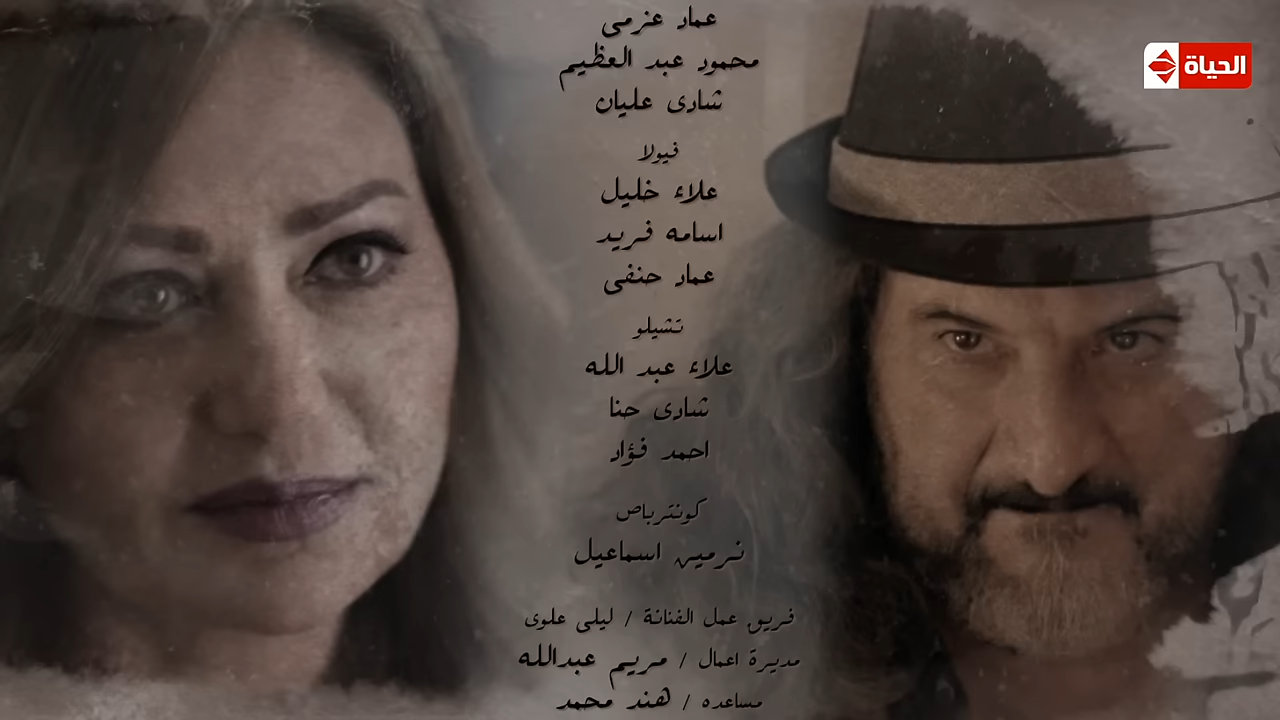 عماد عزمى
الحياة
محمود عبد العظيم
شادى عليان
فيولا
علاء خليل
اسامه فريد
عماد حنفى
تشيلو
علاء عبد الله
شادى حنا
احمد فؤاد
كونترباص
نرمين اسماعيل
فريق عمل الفنانة / ليلى علوى
مديرة اعمال / مريم عبدالله
مساعده / هند محمد